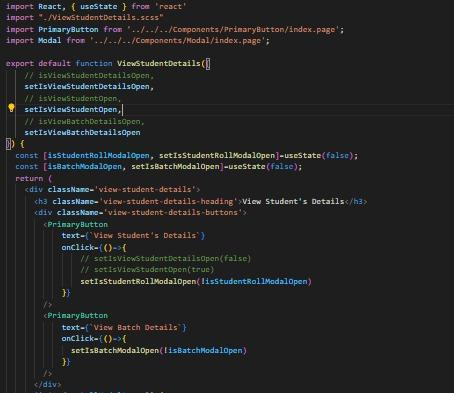 import React, { useState } from 'react'
import "./ViewStudentDetails.scss"
import PrimaryButton from '../../../Components/PrimaryButton/index.page';
import Modal from '../../../Components/Modal/index.page';
export default function ViewStudentDetails({
// isViewStudentDetailsOpen,
setIsViewStudentDetailsOpen,
// isViewStudentOpen,
setIsViewStudentOpen,
// isViewBatchDetailsOpen,
setIsViewBatchDetailsOpen
}) {
const [isStudentRollModalOpen, setIsStudentRollModalOpen]=useState(false);
const [isBatchModalOpen, setIsBatchModalOpen]=useState(false);
return (
<div className='view-student-details'>
<h3 className='view-student-details-heading'>View Student's Details</h3>
<div className='view-student-details-buttons'>
<PrimaryButton
text={`View Student's Details`}
onClick={()=>{
// setIsViewStudentDetailsOpen(false)
// setIsViewStudentOpen(true)
setIsStudentRollModalOpen(!isStudentRollModalOpen)
}}
/>
<PrimaryButton
text={`View Batch Details`}
onClick={()=>{
setIsBatchModalOpen(!isBatchModalOpen)
}}
/>
</div>